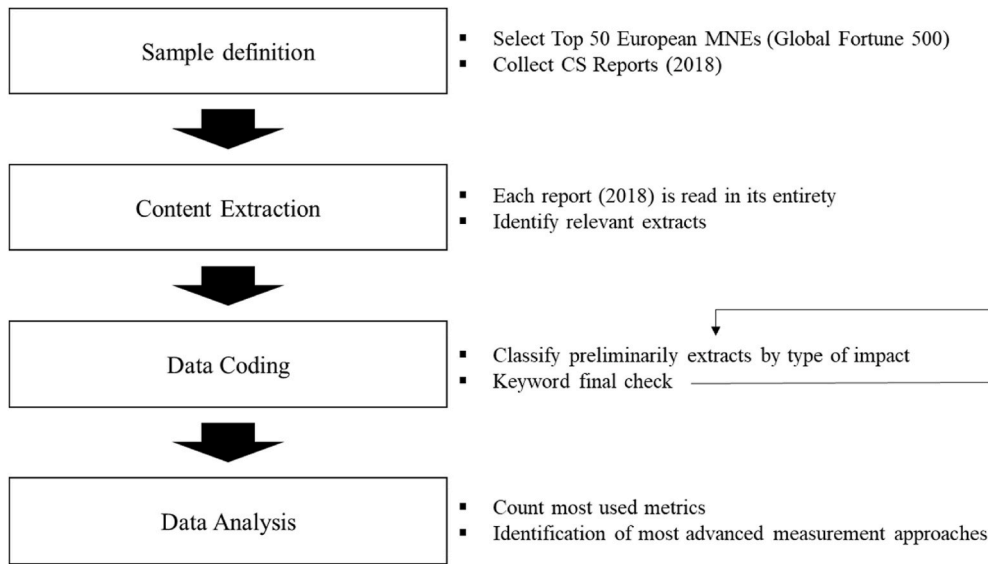 Sample definition
▪ Select Top 50 European MNEs (Global Fortune 500)
▪ Collect CS Reports (2018)
Content Extraction
▪ Each report (2018) is read in its entirety
▪ Identify relevant extracts
Data Coding
▪ Classify preliminarily extracts by type of impact
▪ Keyword final check
Data Analysis
▪ Count most used metrics
▪ Identification of most advanced measurement approaches